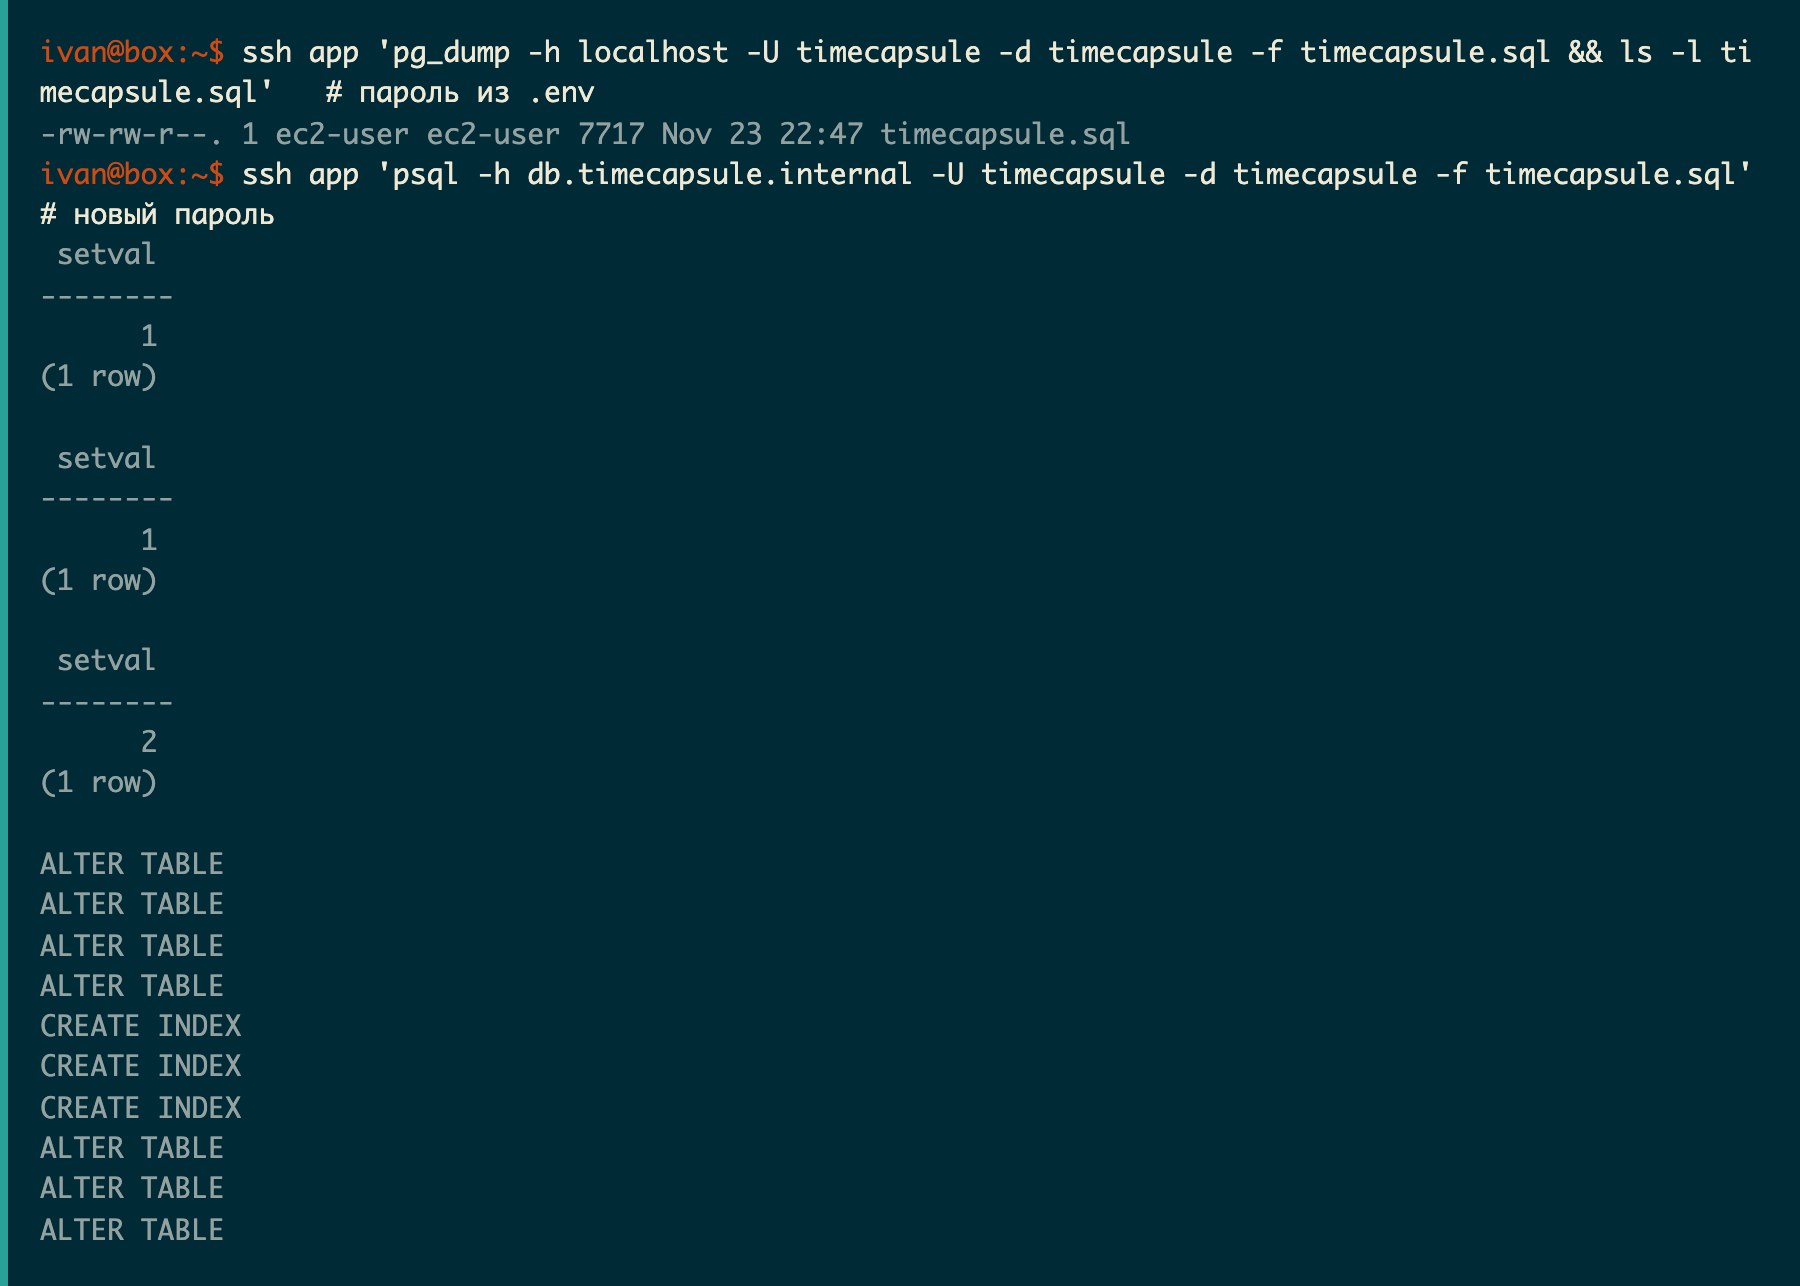 ivan@box:~$ ssh app 'pg_dump -h localhost -U timecapsule -d timecapsule -f timecapsule.sql && ls -l ti
mecapsule.sql'   # пароль из .env
-rw-rw-r--. 1 ec2-user ec2-user 7717 Nov 23 22:47 timecapsule.sql
ivan@box:~$ ssh app 'psql -h db.timecapsule.internal -U timecapsule -d timecapsule -f timecapsule.sql'
# новый пароль
 setval
--------
      1
(1 row)

 setval
--------
      1
(1 row)

 setval
--------
      2
(1 row)

ALTER TABLE
ALTER TABLE
ALTER TABLE
ALTER TABLE
CREATE INDEX
CREATE INDEX
CREATE INDEX
ALTER TABLE
ALTER TABLE
ALTER TABLE